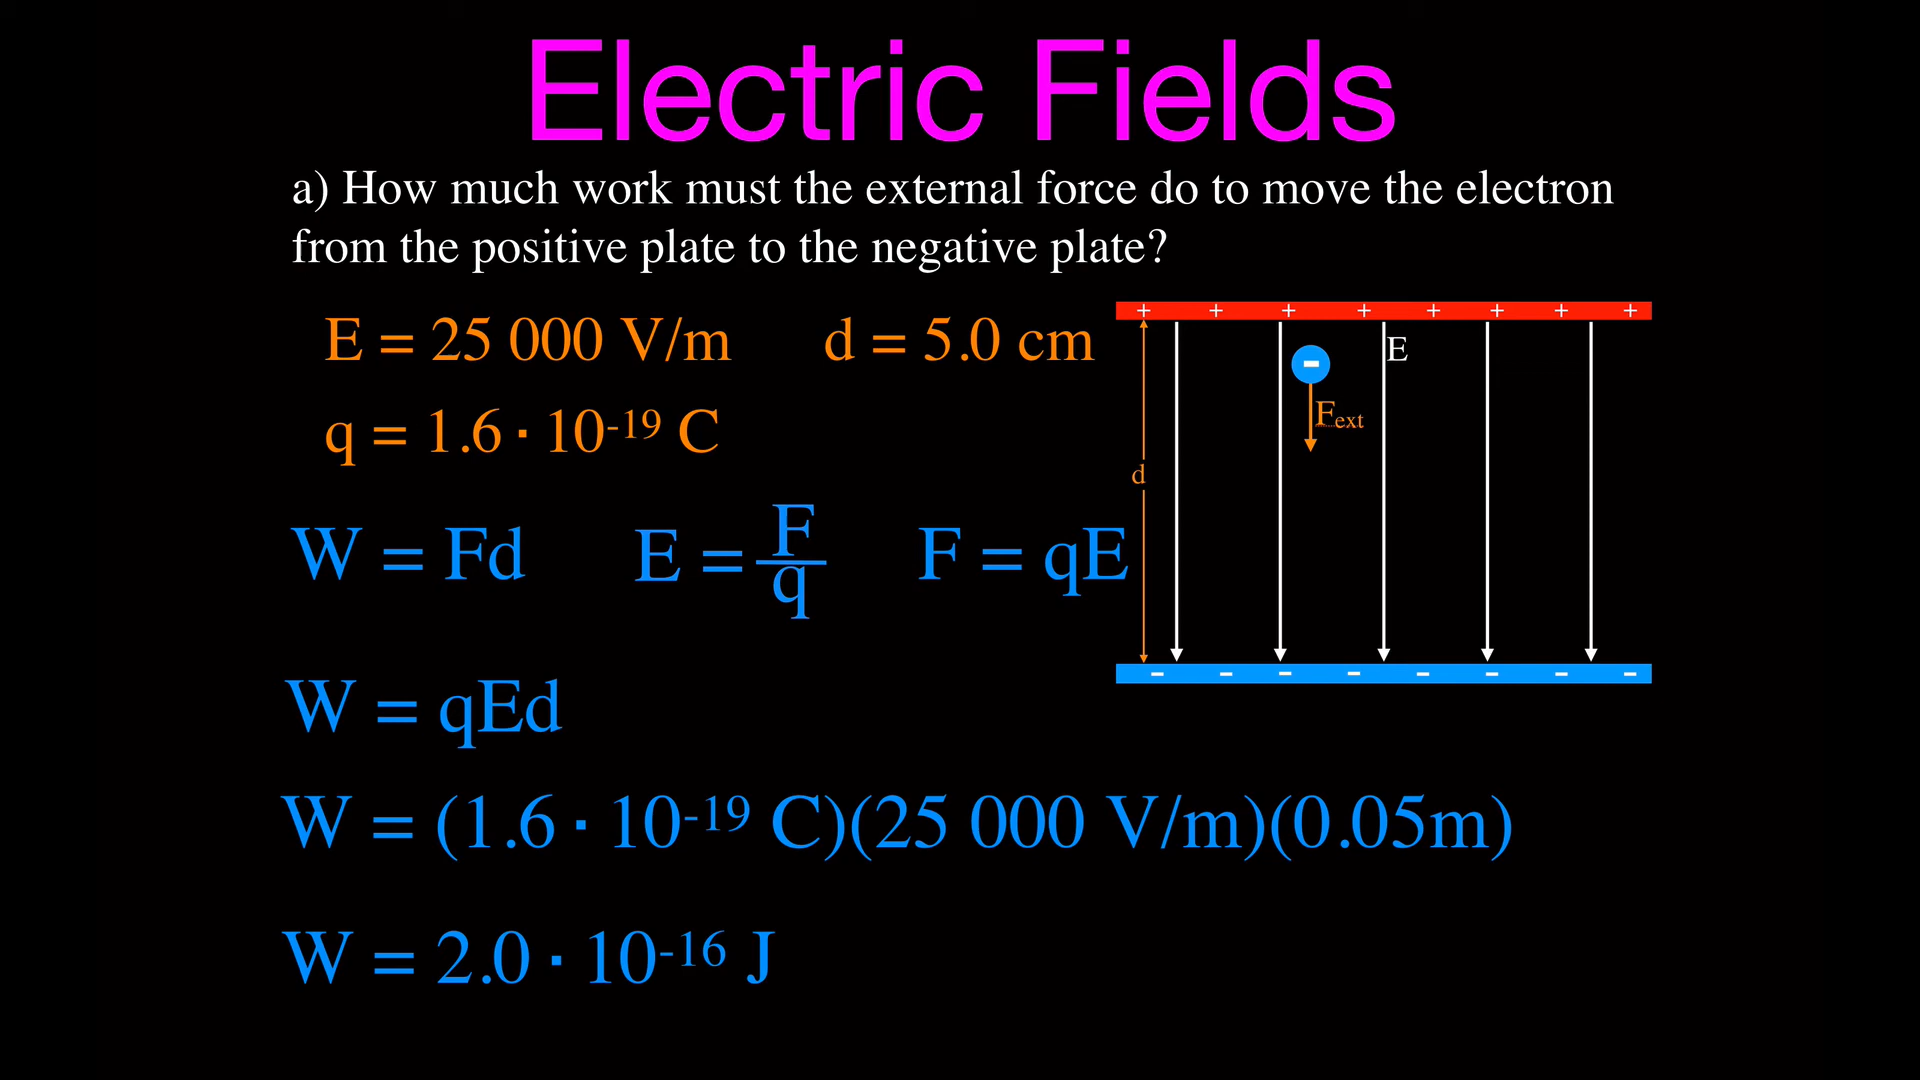 Electric Fields
a) How much work must the external force do to move the electron
from the positive plate to the negative plate?
E = 25 000 V/m d = 5.0 cm
q = 1.6 · 10⁻¹⁹ C
+ + + + + + + +
E
-
Fext
d
- - - - - - - -
W = Fd E = F/q F = qE
W = qEd
W = (1.6 · 10⁻¹⁹ C)(25 000 V/m)(0.05m)
W = 2.0 · 10⁻¹⁶ J